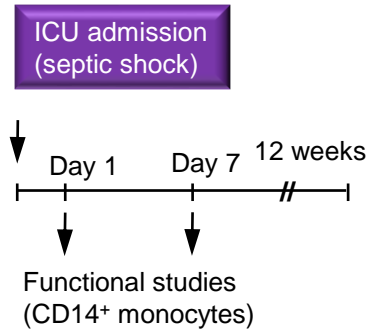 ICU admission
(septic shock)
Day 1 Day 7 12 weeks
Functional studies
(CD14⁺ monocytes)